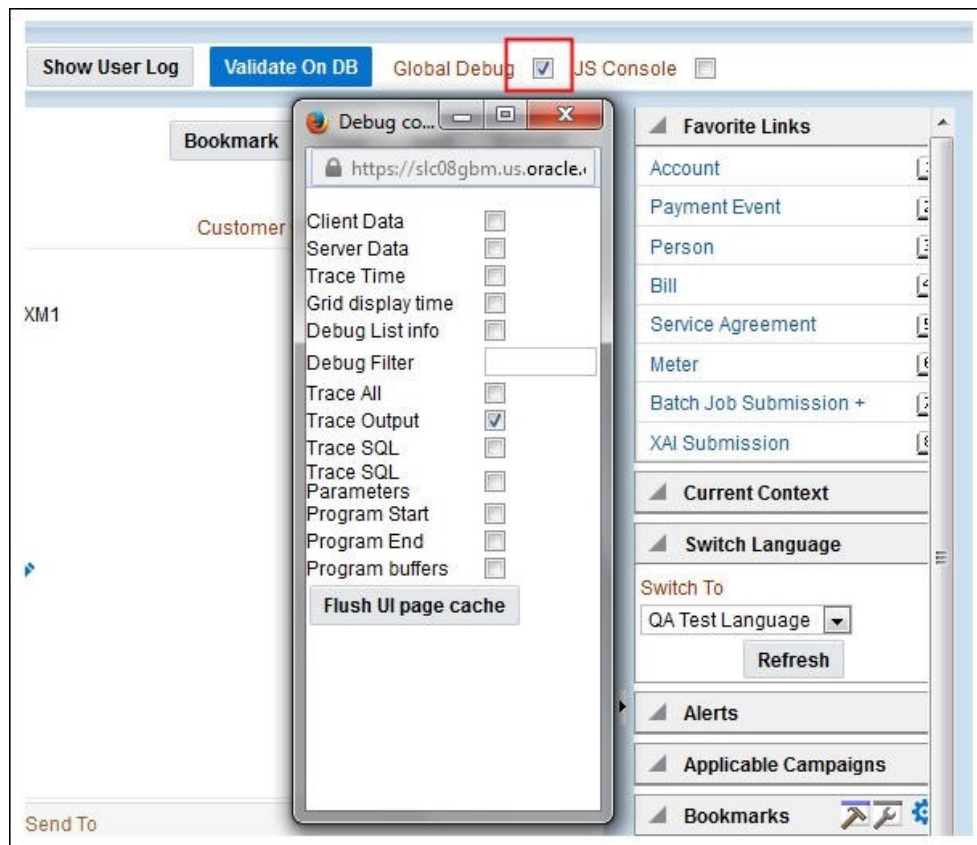 Show User Log Validate On DB Global Debug JS Console
Bookmark
Customer
XM1
Send To
Debug co...
https://slc08gbm.us.oracle.
Client Data
Server Data
Trace Time
Grid display time
Debug List info
Debug Filter
Trace All
Trace Output
Trace SQL
Trace SQL
Parameters
Program Start
Program End
Program buffers
Flush UI page cache
Favorite Links
Account
Payment Event
Person
Bill
Service Agreement
Meter
Batch Job Submission +
XAI Submission
Current Context
Switch Language
Switch To
QA Test Language
Refresh
Alerts
Applicable Campaigns
Bookmarks